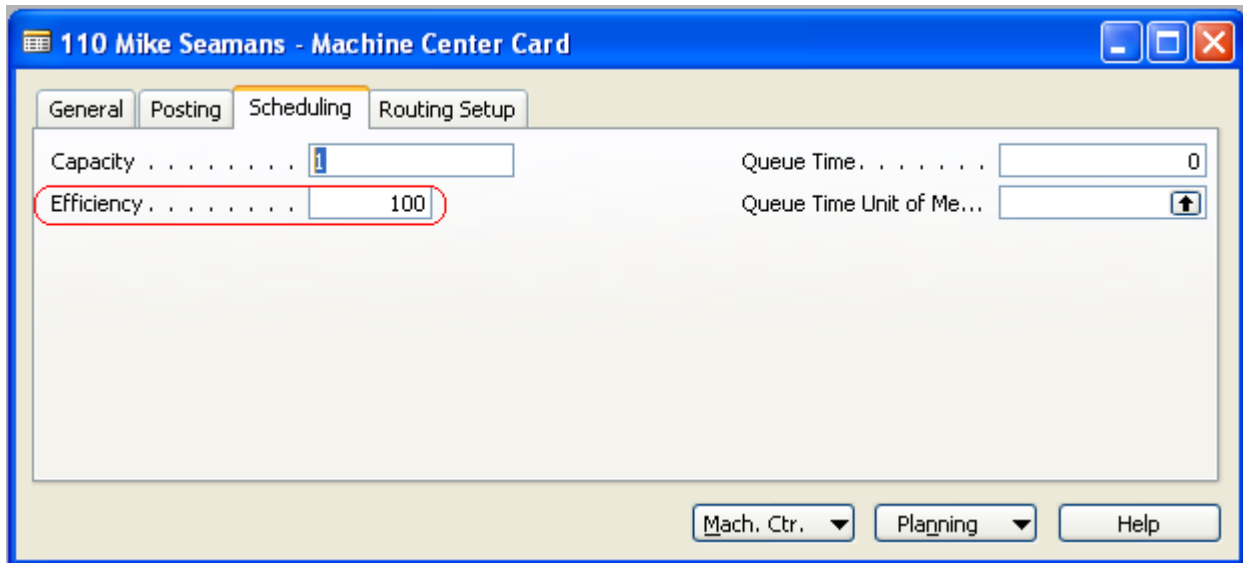 110 Mike Seamans - Machine Center Card
General Posting Scheduling Routing Setup
Capacity . . . . . . . . 1 Queue Time. . . . . . . 0
Efficiency. . . . . . . . 100 Queue Time Unit of Me...
Mach. Ctr. Planning Help